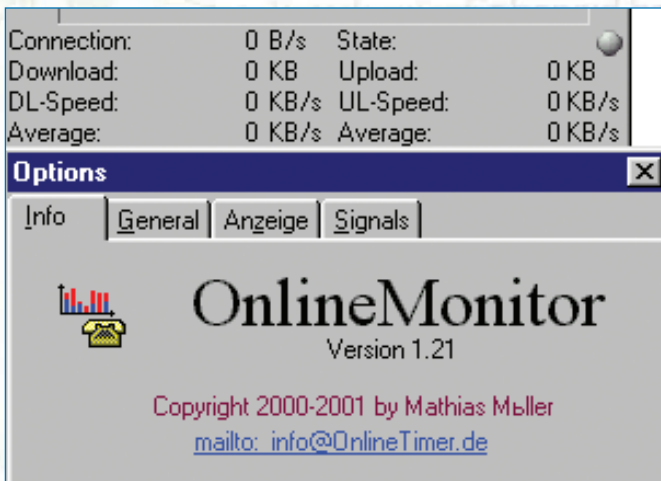 Connection: 0 B/s State:
Download: 0 KB Upload: 0 KB
DL-Speed: 0 KB/s UL-Speed: 0 KB/s
Average: 0 KB/s Average: 0 KB/s
Options
Info General Anzeige Signals
OnlineMonitor
Version 1.21
Copyright 2000-2001 by Mathias Mьller
mailto: info@OnlineTimer.de